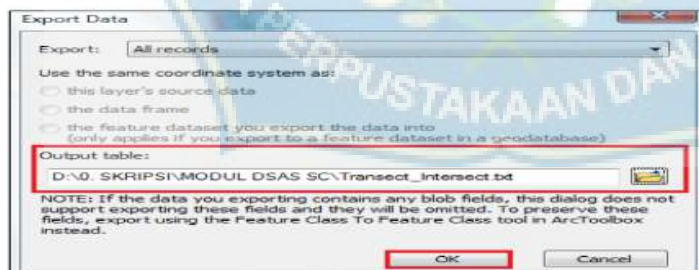 Export Data
Export: All records
Use the same coordinate system as:
this layer's source data
the data frame
the feature dataset you export the data into
(only applies if you export to a feature dataset in a geodatabase)
Output table:
D:\0. SKRIPSI\MODUL DSAS SC\Transect_Intersect.txt
NOTE: If the data you exporting contains any blob fields, this dialog does not
support exporting these fields and they will be omitted. To preserve these
fields, export using the Feature Class To Feature Class tool in ArcToolbox
instead.
OK Cancel
PERPUSTAKAAN DAN